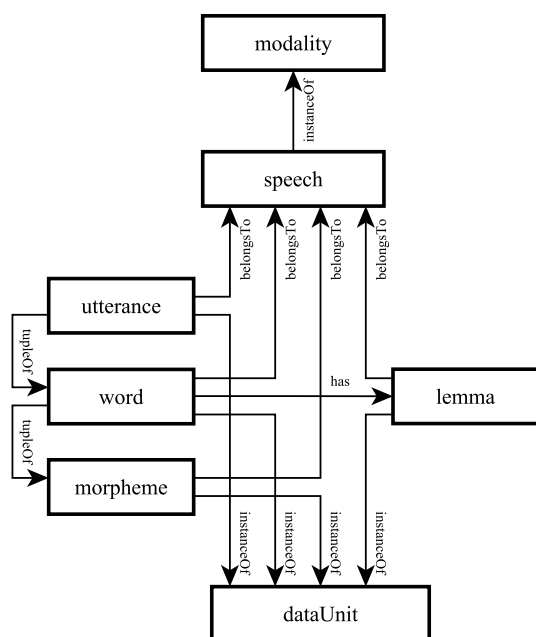 modality
instanceOf
speech
belongsTo
belongsTo
belongsTo
belongsTo
utterance
tupleOf
word
has
lemma
tupleOf
morpheme
instanceOf
instanceOf
instanceOf
instanceOf
dataUnit